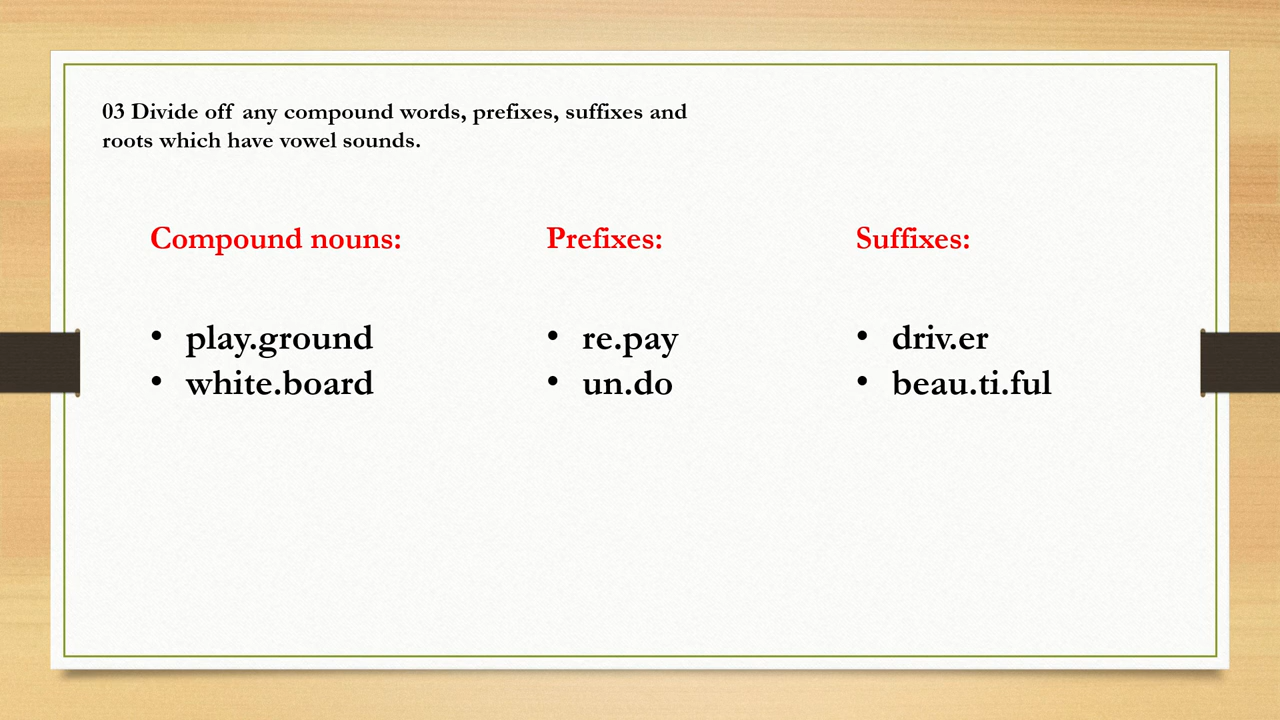 03 Divide off any compound words, prefixes, suffixes and
roots which have vowel sounds.
Compound nouns:
• play.ground
• white.board
Prefixes:
• re.pay
• un.do
Suffixes:
• driv.er
• beau.ti.ful